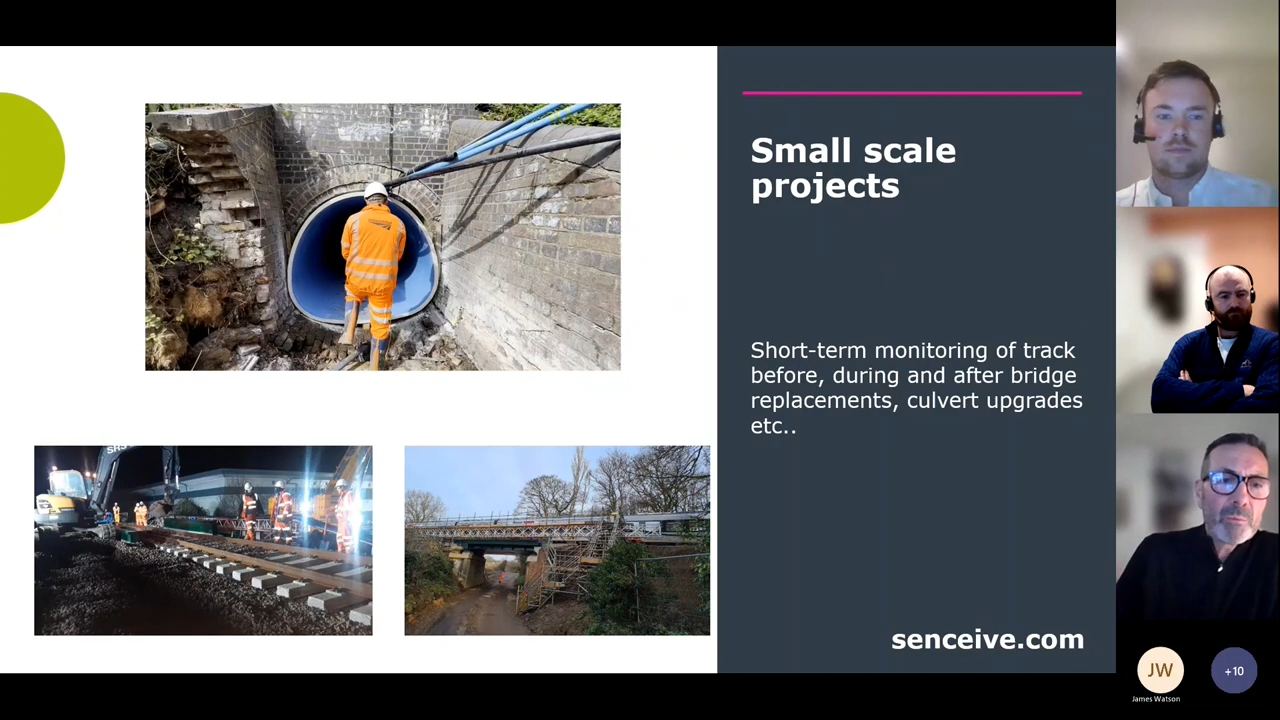 Small scale
projects
Short-term monitoring of track
before, during and after bridge
replacements, culvert upgrades
etc..
senceive.com
JW
+10
James Watson